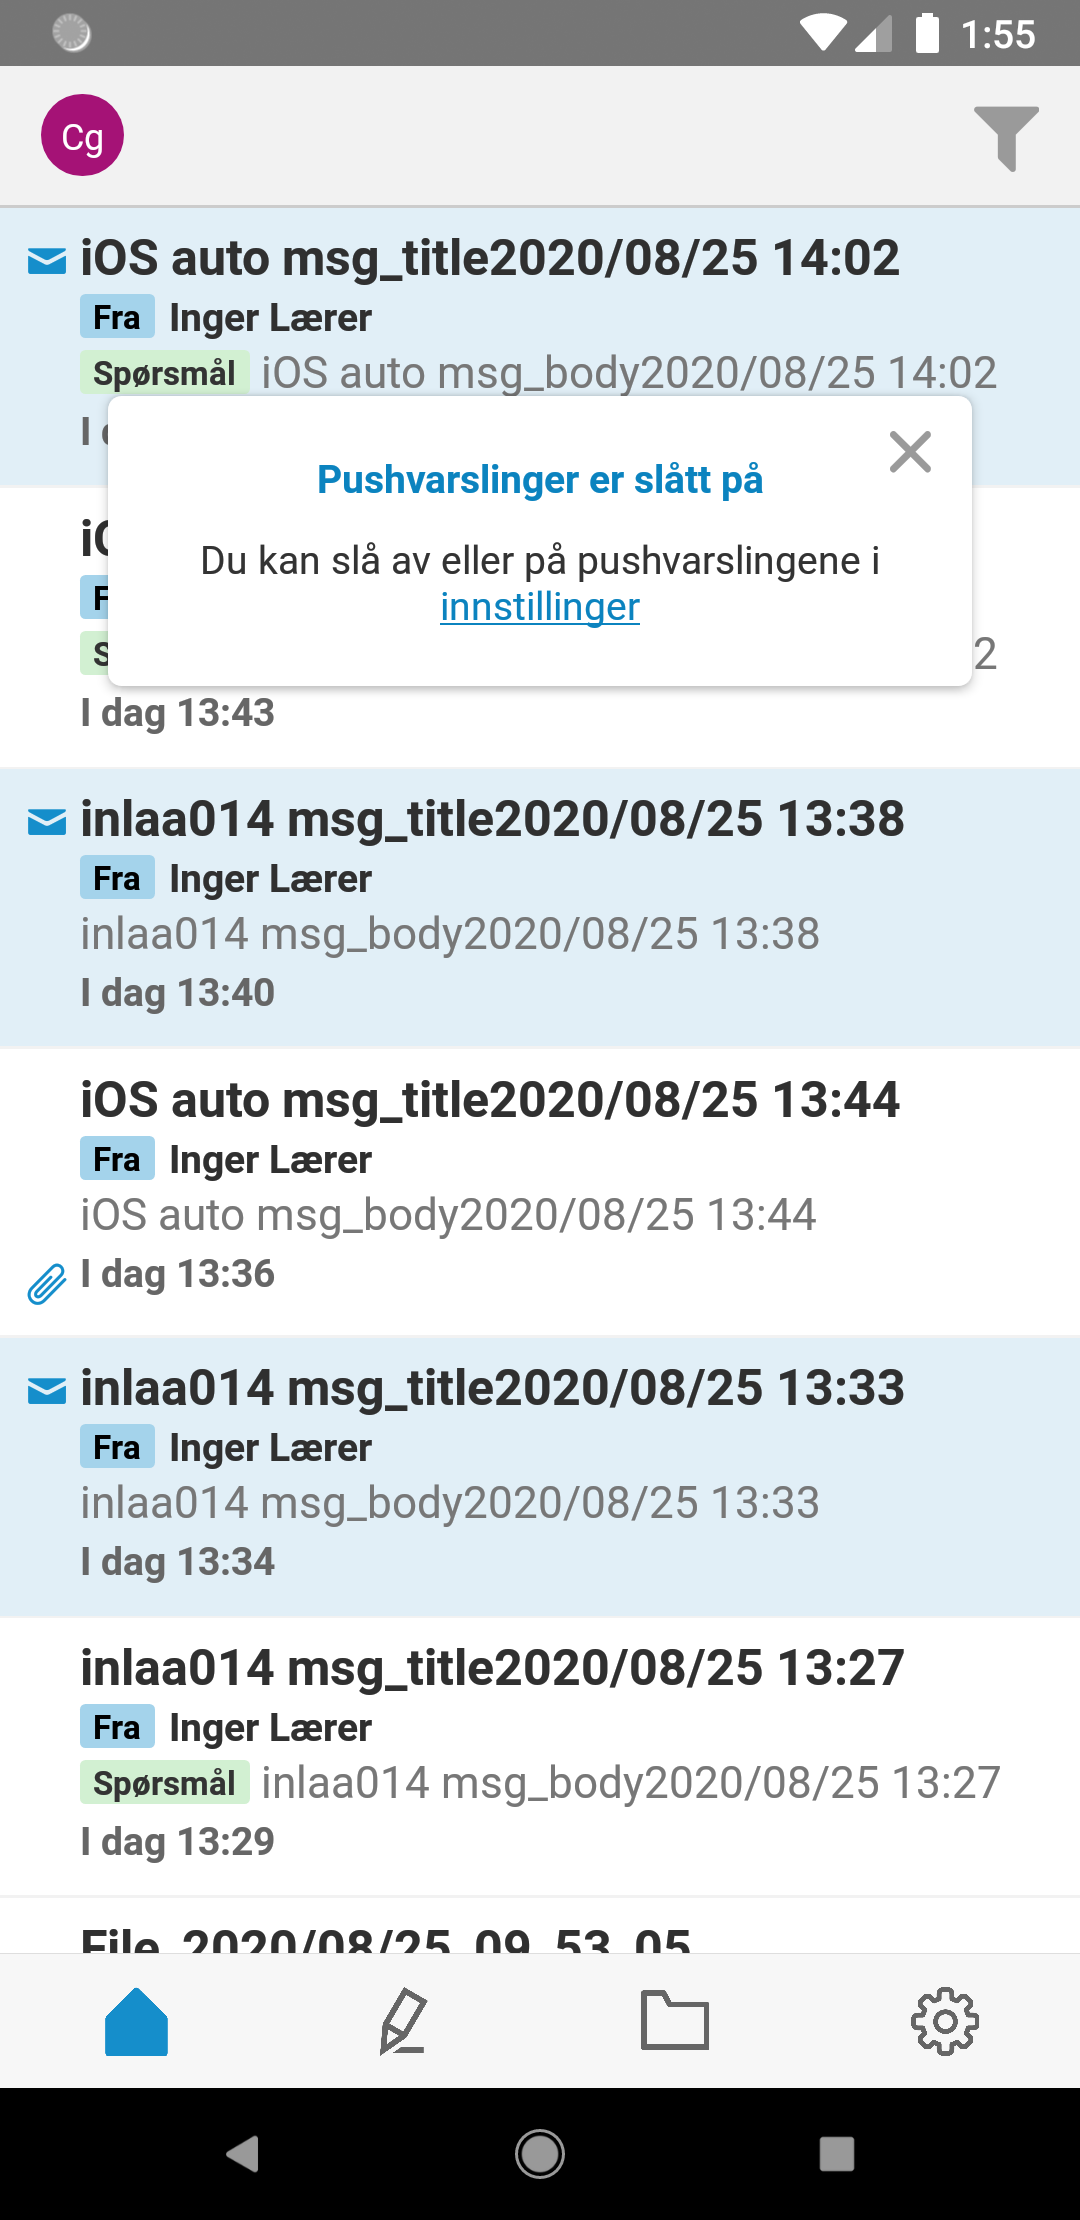 1:55
Cg
iOS auto msg_title2020/08/25 14:02
Fra Inger Lærer
Spørsmål iOS auto msg_body2020/08/25 14:02
Pushvarslinger er slått på
Du kan slå av eller på pushvarslingene i
innstillinger
I dag 13:43
inlaa014 msg_title2020/08/25 13:38
Fra Inger Lærer
inlaa014 msg_body2020/08/25 13:38
I dag 13:40
iOS auto msg_title2020/08/25 13:44
Fra Inger Lærer
iOS auto msg_body2020/08/25 13:44
I dag 13:36
inlaa014 msg_title2020/08/25 13:33
Fra Inger Lærer
inlaa014 msg_body2020/08/25 13:33
I dag 13:34
inlaa014 msg_title2020/08/25 13:27
Fra Inger Lærer
Spørsmål inlaa014 msg_body2020/08/25 13:27
I dag 13:29
File_2020/08/25_09_53_05